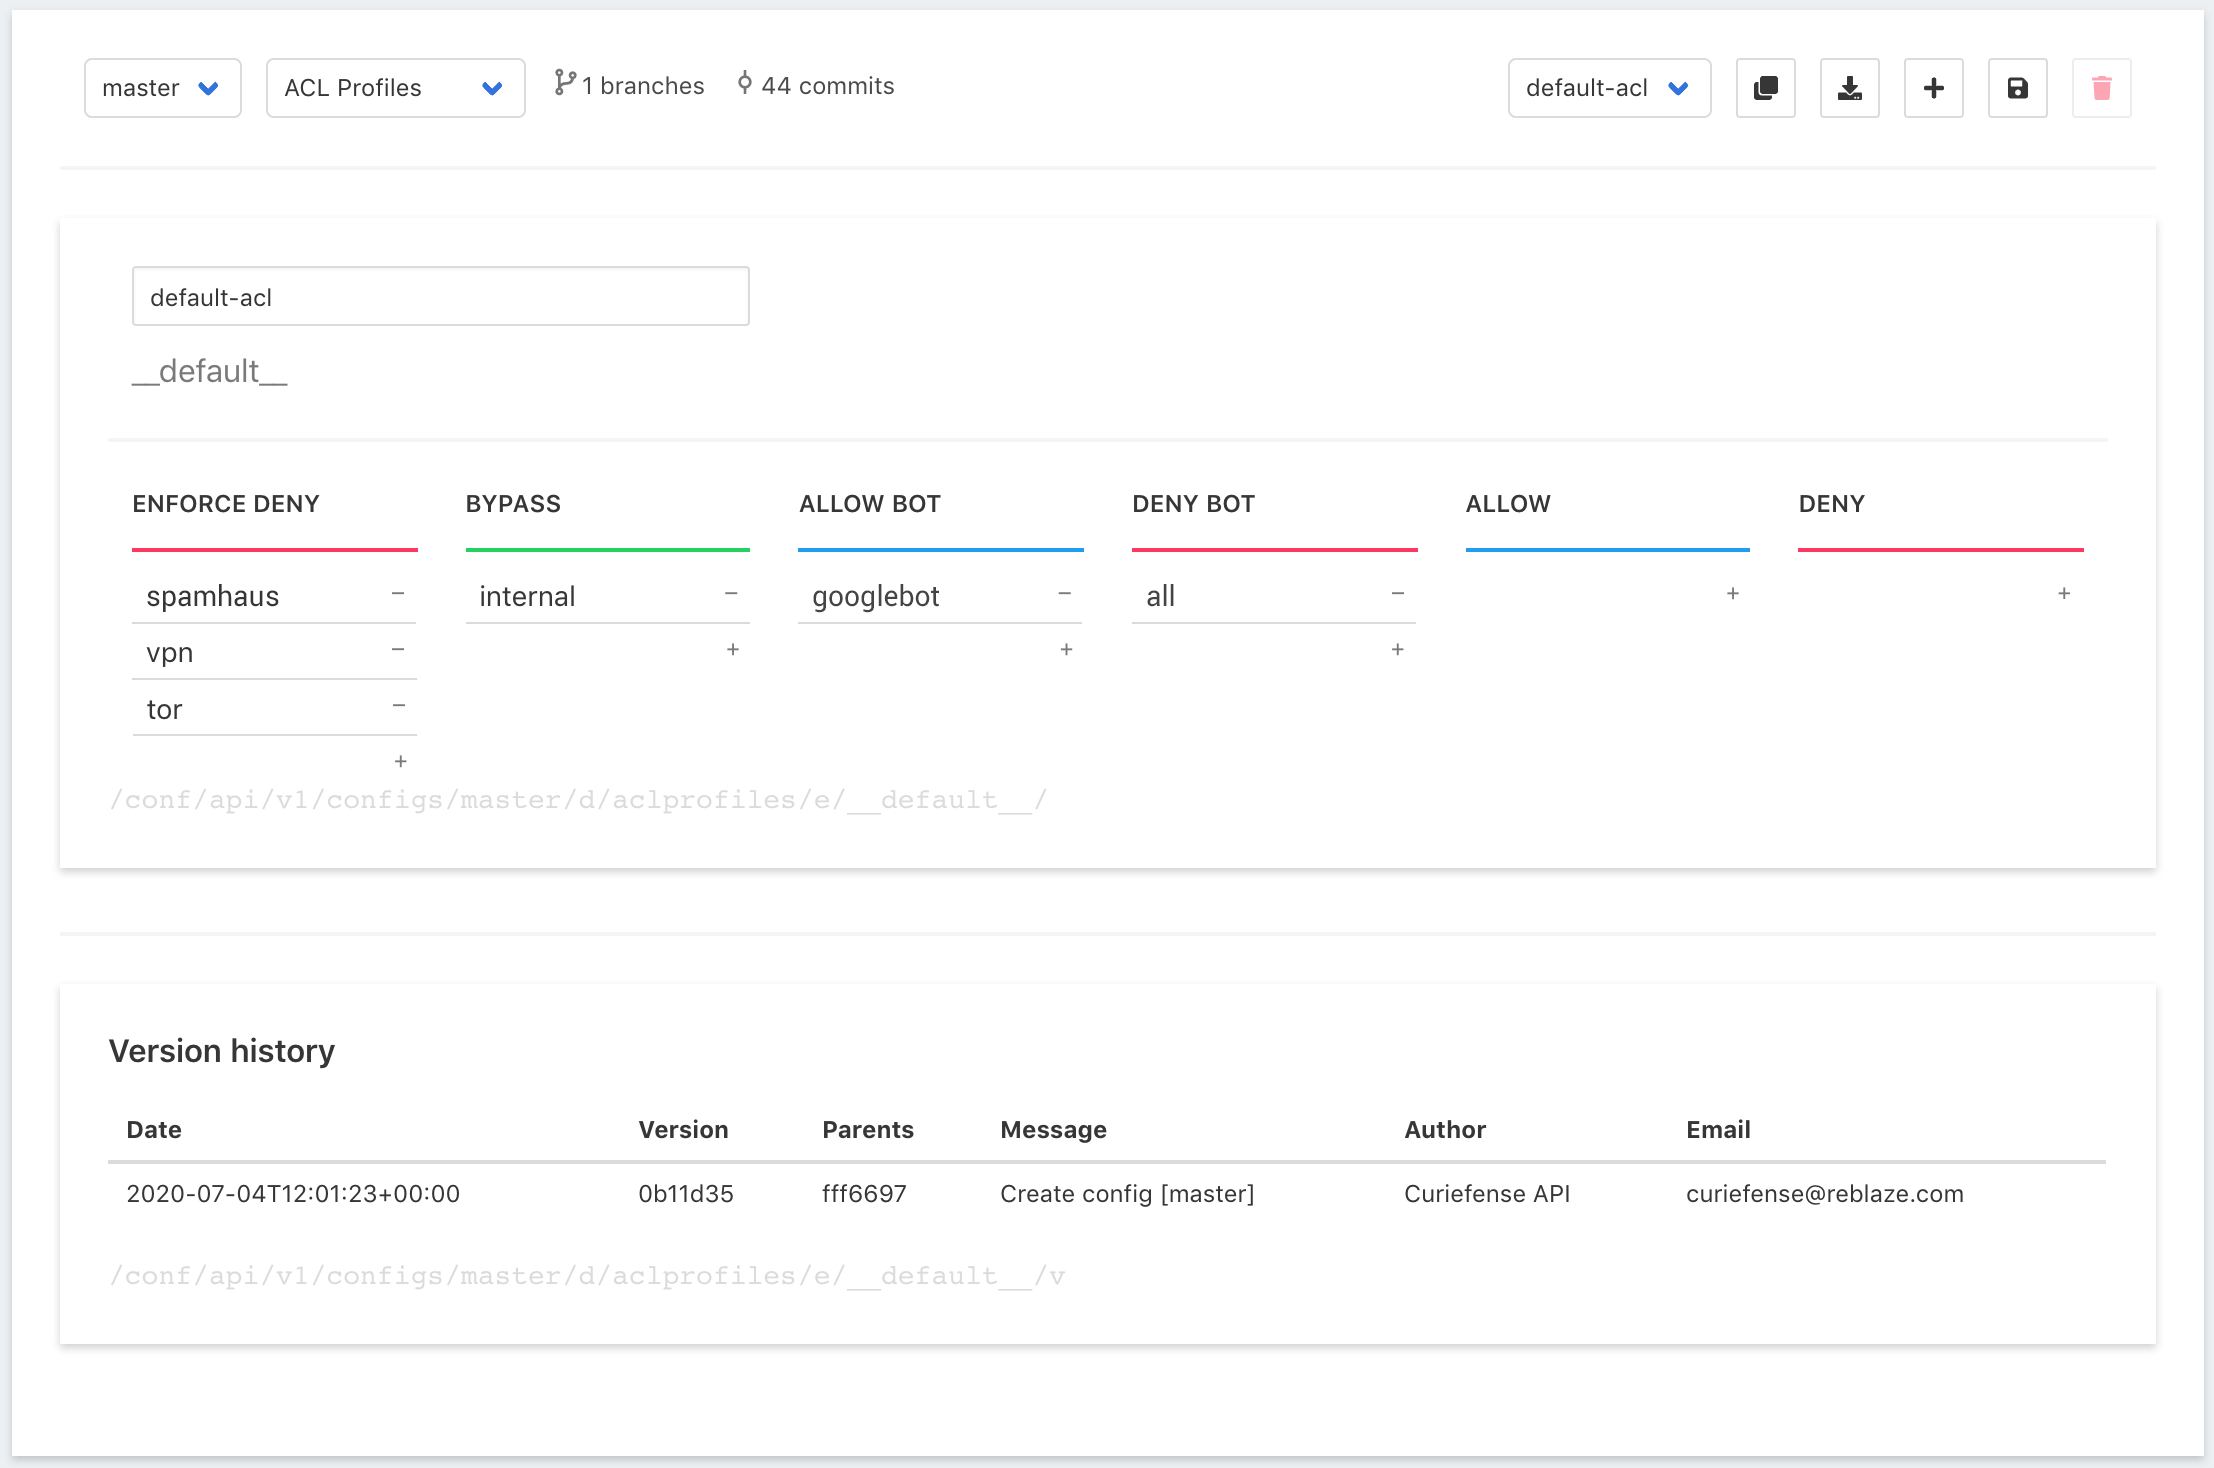 master ACL Profiles 1 branches 44 commits default-acl
default-acl
__default__
ENFORCE DENY BYPASS ALLOW BOT DENY BOT ALLOW DENY
spamhaus – internal – googlebot – all – + +
vpn – + + +
tor –
+
/conf/api/v1/configs/master/d/aclprofiles/e/__default__/
Version history
Date Version Parents Message Author Email
2020-07-04T12:01:23+00:00 0b11d35 fff6697 Create config [master] Curiefense API curiefense@reblaze.com
/conf/api/v1/configs/master/d/aclprofiles/e/__default__/v